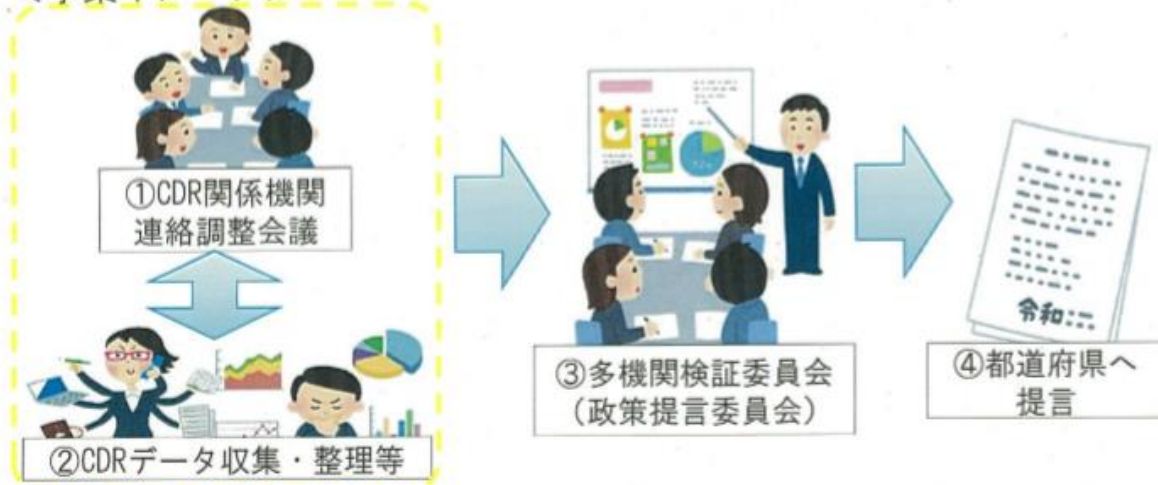 ①CDR関係機関
連絡調整会議
②CDRデータ収集・整理等
③多機関検証委員会
（政策提言委員会）
令和
④都道府県へ
提言